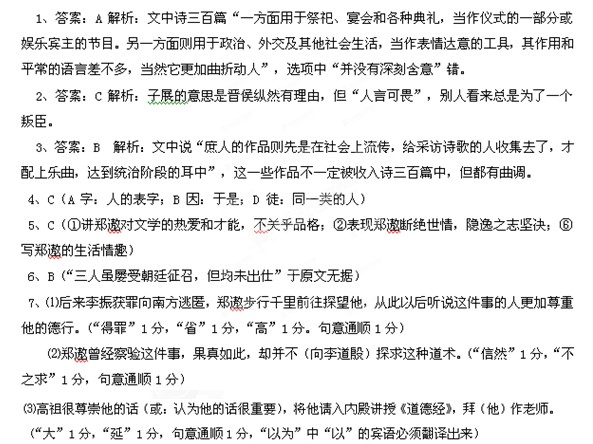 1、答案：A 解析：文中诗三百篇“一方面用于祭祀、宴会和各种典礼，当作仪式的一部分或
娱乐宾主的节目。另一方面则用于政治、外交及其他社会生活，当作表情达意的工具，其作用和
平常的语言差不多，当然它更加曲折动人”，选项中“并没有深刻含意”错。
2、答案：C 解析：子展的意思是晋侯纵然有理由，但“人言可畏”，别人看来总是为了一个
叛臣。
3、答案：B 解析：文中说“庶人的作品则先是在社会上流传，给采访诗歌的人收集去了，才
配上乐曲，达到统治阶段的耳中”，这一些作品不一定被收入诗三百篇中，但都有曲调。
4、C（A 字：人的表字；B 因：于是；D 徒：同一类的人）
5、C（①讲郑遨对文学的热爱和才能，不关乎品格；②表现郑遨断绝世情，隐逸之志坚决；⑥
写郑遨的生活情趣）
6、B（“三人虽屡受朝廷征召，但均未出仕”于原文无据）
7、⑴后来李振获罪向南方逃匿，郑遨步行千里前往探望他，从此以后听说这件事的人更加尊重
他的德行。（“得罪”1分，“省”1分，“高”1分。句意通顺1分）
⑵郑遨曾经察验这件事，果真如此，却并不（向李道殷）探求这种道术。（“信然”1分，“不
之求”1分，句意通顺1分）
⑶高祖很尊崇他的话（或：认为他的话很重要），将他请入内殿讲授《道德经》，拜（他）作老师。
（“大”1分，“延”1分，句意通顺1分，“以为”中“以”的宾语必须翻译出来）